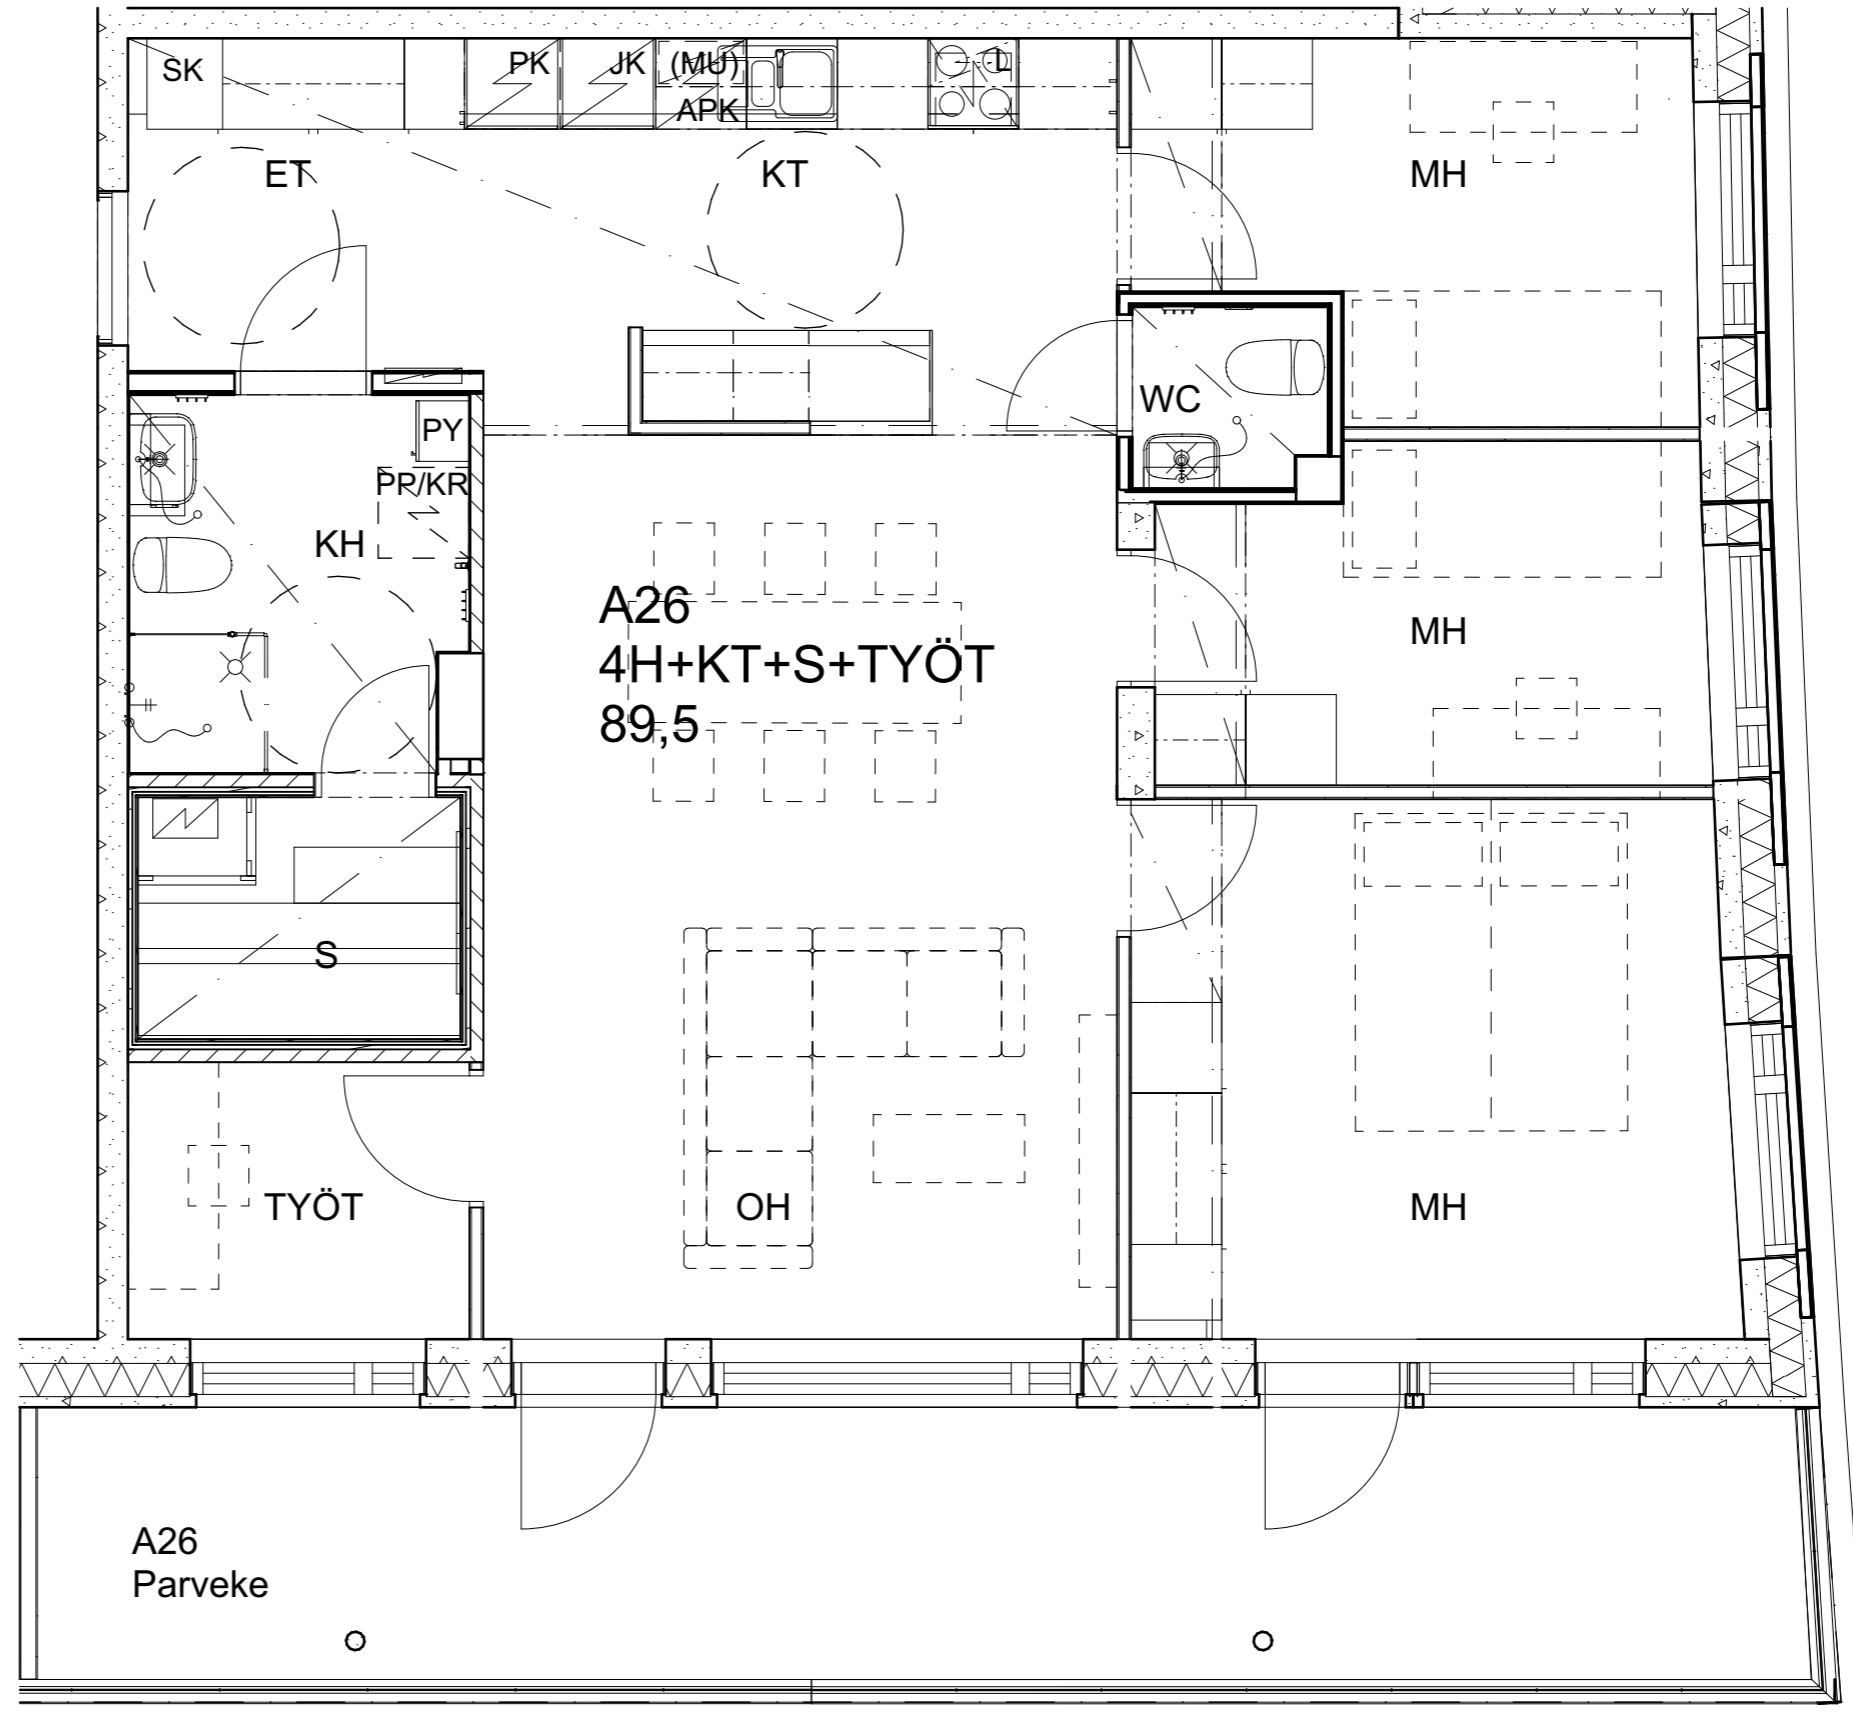 SK
PK
JK
(MU)
L
APK
ET
KT
MH
WC
PY
PR/KR
KH
A26
4H+KT+S+TYÖT
89,5
MH
S
TYÖT
OH
MH
A26
Parveke